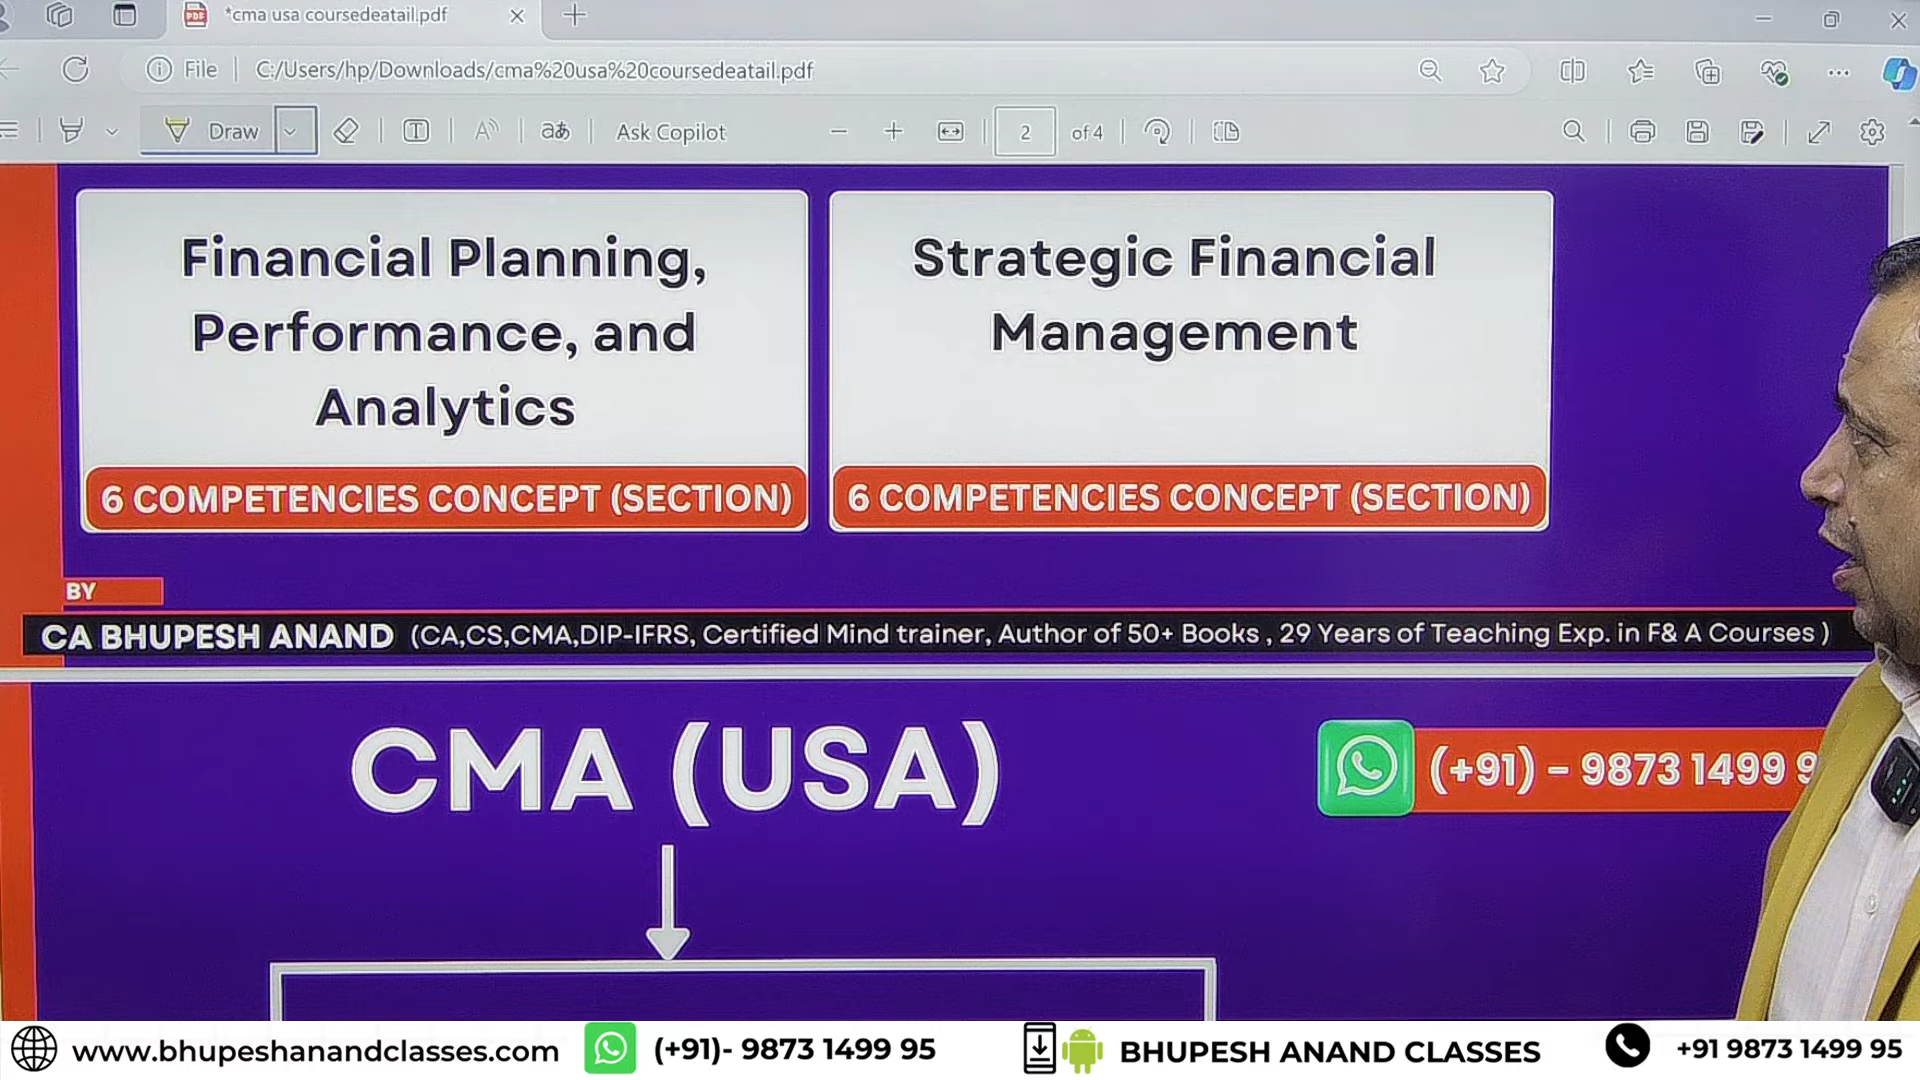 *cma usa coursedeatail.pdf
File
C:/Users/hp/Downloads/cma%20usa%20coursedeatail.pdf
Draw
Ask Copilot
2
of 4
Financial Planning,
Performance, and
Analytics
6 COMPETENCIES CONCEPT (SECTION)
Strategic Financial
Management
6 COMPETENCIES CONCEPT (SECTION)
BY
CA BHUPESH ANAND (CA,CS,CMA,DIP-IFRS, Certified Mind trainer, Author of 50+ Books , 29 Years of Teaching Exp. in F& A Courses )
CMA (USA)
(+91) - 9873 1499 9
www.bhupeshanandclasses.com
(+91)- 9873 1499 95
BHUPESH ANAND CLASSES
+91 9873 1499 95